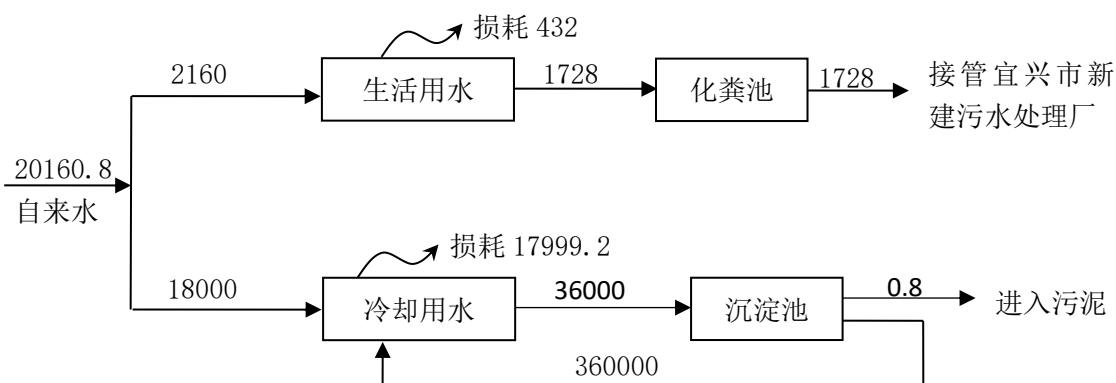 损耗 432
2160
生活用水
1728
化粪池
1728
接管宜兴市新
建污水处理厂
20160.8
自来水
损耗 17999.2
18000
冷却用水
36000
沉淀池
0.8
进入污泥
360000